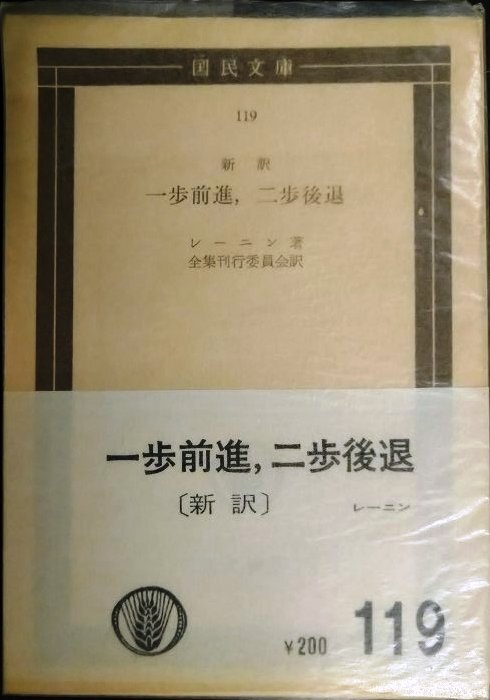 国民文庫
119
新訳
一歩前進，二歩後退
レーニン著
全集刊行委員会訳
一歩前進，二歩後退
〔新訳〕
レーニン
¥200
119